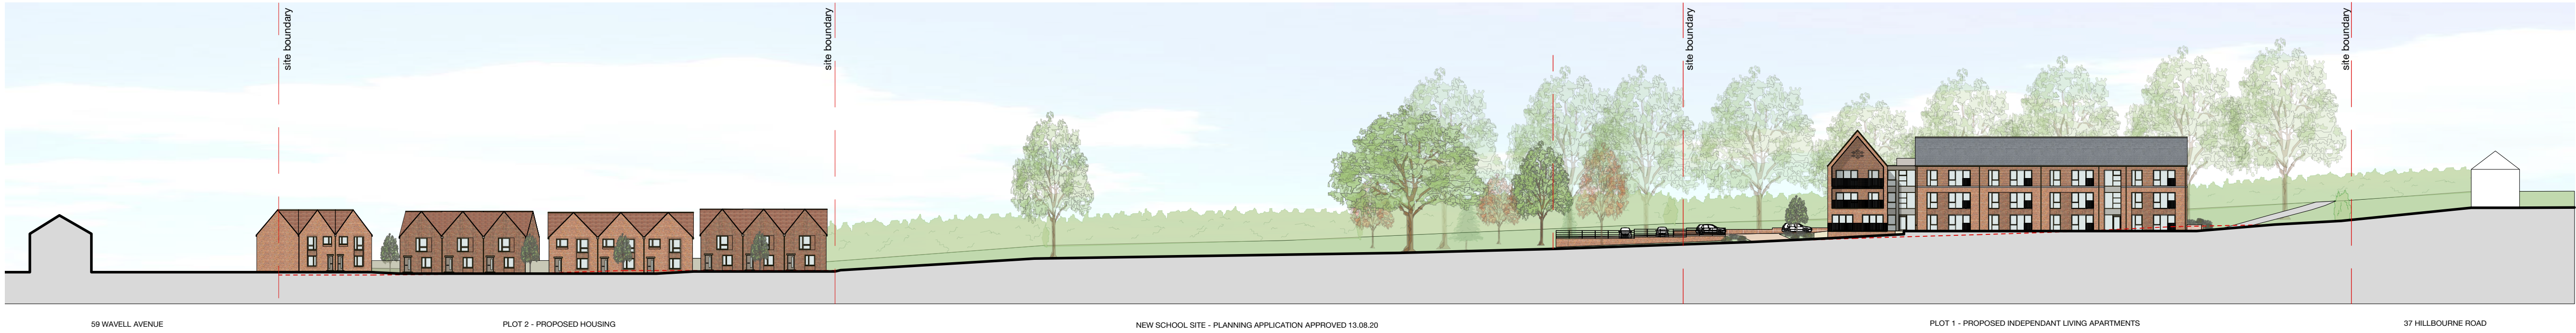 site boundary
site boundary
site boundary
site boundary
59 WAVELL AVENUE
PLOT 2 - PROPOSED HOUSING
NEW SCHOOL SITE - PLANNING APPLICATION APPROVED 13.08.20
PLOT 1 - PROPOSED INDEPENDANT LIVING APARTMENTS
37 HILLBOURNE ROAD